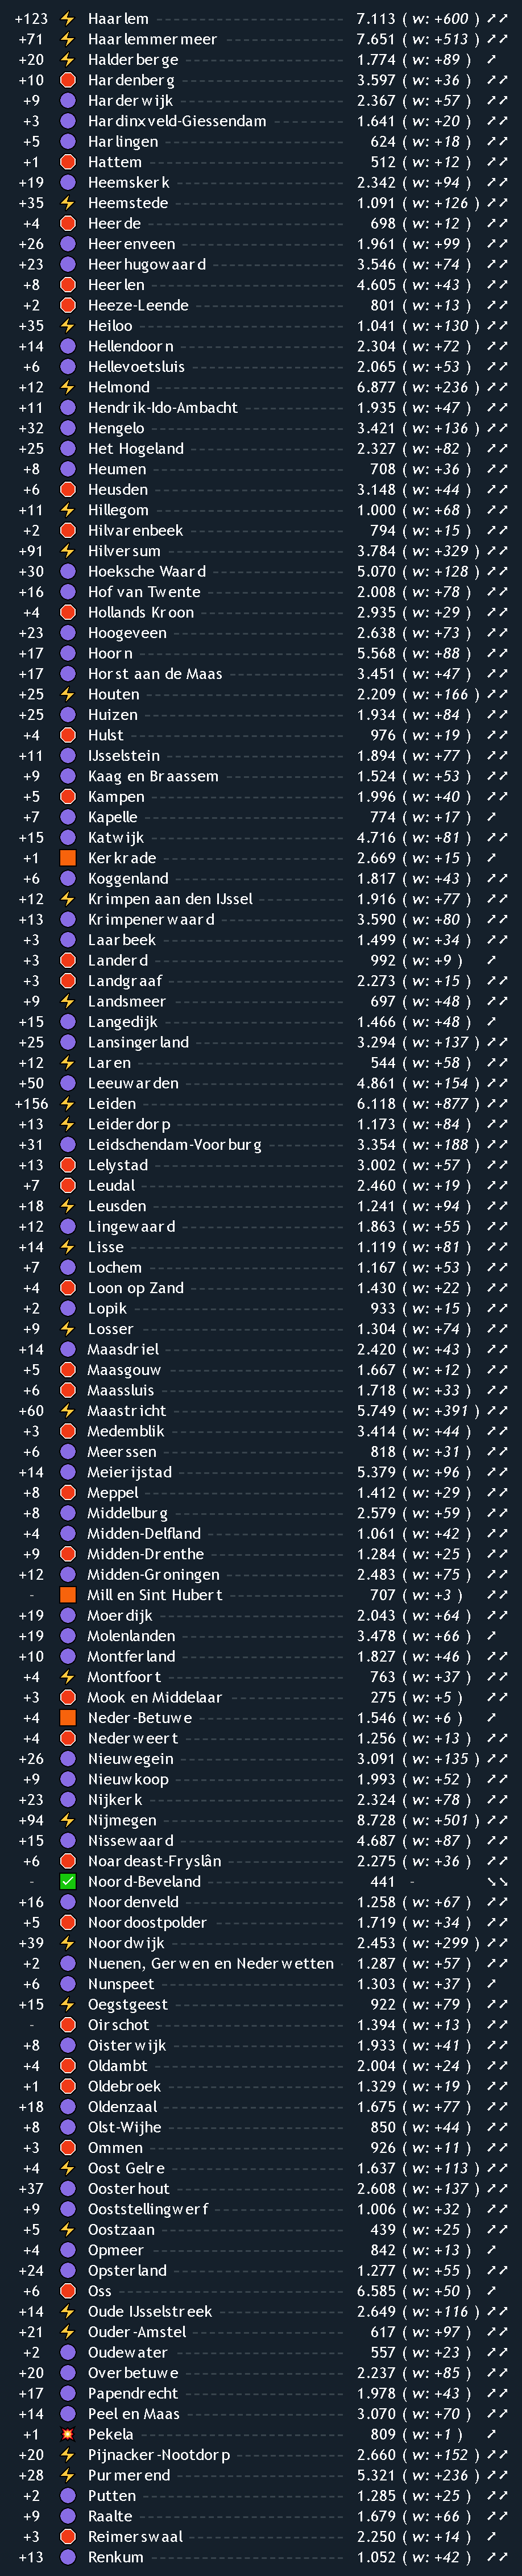 +123 Haarlem 7.113 ( w: +600 )
+71 Haarlemmermeer 7.651 ( w: +513 )
+20 Halderberge 1.774 ( w: +89 )
+10 Hardenberg 3.597 ( w: +36 )
+9 Harderwijk 2.367 ( w: +57 )
+3 Hardinxveld-Giessendam 1.641 ( w: +20 )
+5 Harlingen 624 ( w: +18 )
+1 Hattem 512 ( w: +12 )
+19 Heemskerk 2.342 ( w: +94 )
+35 Heemstede 1.091 ( w: +126 )
+4 Heerde 698 ( w: +12 )
+26 Heerenveen 1.961 ( w: +99 )
+23 Heerhugowaard 3.546 ( w: +74 )
+8 Heerlen 4.605 ( w: +43 )
+2 Heeze-Leende 801 ( w: +13 )
+35 Heiloo 1.041 ( w: +130 )
+14 Hellendoorn 2.304 ( w: +72 )
+6 Hellevoetsluis 2.065 ( w: +53 )
+12 Helmond 6.877 ( w: +236 )
+11 Hendrik-Ido-Ambacht 1.935 ( w: +47 )
+32 Hengelo 3.421 ( w: +136 )
+25 Het Hogeland 2.327 ( w: +82 )
+8 Heumen 708 ( w: +36 )
+6 Heusden 3.148 ( w: +44 )
+11 Hillegom 1.000 ( w: +68 )
+2 Hilvarenbeek 794 ( w: +15 )
+91 Hilversum 3.784 ( w: +329 )
+30 Hoeksche Waard 5.070 ( w: +128 )
+16 Hof van Twente 2.008 ( w: +78 )
+4 Hollands Kroon 2.935 ( w: +29 )
+23 Hoogeveen 2.638 ( w: +73 )
+17 Hoorn 5.568 ( w: +88 )
+17 Horst aan de Maas 3.451 ( w: +47 )
+25 Houten 2.209 ( w: +166 )
+25 Huizen 1.934 ( w: +84 )
+4 Hulst 976 ( w: +19 )
+11 IJsselstein 1.894 ( w: +77 )
+9 Kaag en Braassem 1.524 ( w: +53 )
+5 Kampen 1.996 ( w: +40 )
+7 Kapelle 774 ( w: +17 )
+15 Katwijk 4.716 ( w: +81 )
+1 Kerkrade 2.669 ( w: +15 )
+6 Koggenland 1.817 ( w: +43 )
+12 Krimpen aan den IJssel 1.916 ( w: +77 )
+13 Krimpenerwaard 3.590 ( w: +80 )
+3 Laarbeek 1.499 ( w: +34 )
+3 Landerd 992 ( w: +9 )
+3 Landgraaf 2.273 ( w: +15 )
+9 Landsmeer 697 ( w: +48 )
+15 Langedijk 1.466 ( w: +48 )
+25 Lansingerland 3.294 ( w: +137 )
+12 Laren 544 ( w: +58 )
+50 Leeuwarden 4.861 ( w: +154 )
+156 Leiden 6.118 ( w: +877 )
+13 Leiderdorp 1.173 ( w: +84 )
+31 Leidschendam-Voorburg 3.354 ( w: +188 )
+13 Lelystad 3.002 ( w: +57 )
+7 Leudal 2.460 ( w: +19 )
+18 Leusden 1.241 ( w: +94 )
+12 Lingewaard 1.863 ( w: +55 )
+14 Lisse 1.119 ( w: +81 )
+7 Lochem 1.167 ( w: +53 )
+4 Loon op Zand 1.430 ( w: +22 )
+2 Lopik 933 ( w: +15 )
+9 Losser 1.304 ( w: +74 )
+14 Maasdriel 2.420 ( w: +43 )
+5 Maasgouw 1.667 ( w: +12 )
+6 Maassluis 1.718 ( w: +33 )
+60 Maastricht 5.749 ( w: +391 )
+3 Medemblik 3.414 ( w: +44 )
+6 Meerssen 818 ( w: +31 )
+14 Meierijstad 5.379 ( w: +96 )
+8 Meppel 1.412 ( w: +29 )
+8 Middelburg 2.579 ( w: +59 )
+4 Midden-Delfland 1.061 ( w: +42 )
+9 Midden-Drenthe 1.284 ( w: +25 )
+12 Midden-Groningen 2.483 ( w: +75 )
- Mill en Sint Hubert 707 ( w: +3 )
+19 Moerdijk 2.043 ( w: +64 )
+19 Molenlanden 3.478 ( w: +66 )
+10 Montferland 1.827 ( w: +46 )
+4 Montfoort 763 ( w: +37 )
+3 Mook en Middelaar 275 ( w: +5 )
+4 Neder-Betuwe 1.546 ( w: +6 )
+4 Nederweert 1.256 ( w: +13 )
+26 Nieuwegein 3.091 ( w: +135 )
+9 Nieuwkoop 1.993 ( w: +52 )
+23 Nijkerk 2.324 ( w: +78 )
+94 Nijmegen 8.728 ( w: +501 )
+15 Nissewaard 4.687 ( w: +87 )
+6 Noardeast-Fryslân 2.275 ( w: +36 )
- Noord-Beveland 441 -
+16 Noordenveld 1.258 ( w: +67 )
+5 Noordoostpolder 1.719 ( w: +34 )
+39 Noordwijk 2.453 ( w: +299 )
+2 Nuenen, Gerwen en Nederwetten 1.287 ( w: +57 )
+6 Nunspeet 1.303 ( w: +37 )
+15 Oegstgeest 922 ( w: +79 )
- Oirschot 1.394 ( w: +13 )
+8 Oisterwijk 1.933 ( w: +41 )
+4 Oldambt 2.004 ( w: +24 )
+1 Oldebroek 1.329 ( w: +19 )
+18 Oldenzaal 1.675 ( w: +77 )
+8 Olst-Wijhe 850 ( w: +44 )
+3 Ommen 926 ( w: +11 )
+4 Oost Gelre 1.637 ( w: +113 )
+37 Oosterhout 2.608 ( w: +137 )
+9 Ooststellingwerf 1.006 ( w: +32 )
+5 Oostzaan 439 ( w: +25 )
+4 Opmeer 842 ( w: +13 )
+24 Opsterland 1.277 ( w: +55 )
+6 Oss 6.585 ( w: +50 )
+14 Oude IJsselstreek 2.649 ( w: +116 )
+21 Ouder-Amstel 617 ( w: +97 )
+2 Oudewater 557 ( w: +23 )
+20 Overbetuwe 2.237 ( w: +85 )
+17 Papendrecht 1.978 ( w: +43 )
+14 Peel en Maas 3.070 ( w: +70 )
+1 Pekela 809 ( w: +1 )
+20 Pijnacker-Nootdorp 2.660 ( w: +152 )
+28 Purmerend 5.321 ( w: +236 )
+2 Putten 1.285 ( w: +25 )
+9 Raalte 1.679 ( w: +66 )
+3 Reimerswaal 2.250 ( w: +14 )
+13 Renkum 1.052 ( w: +42 )